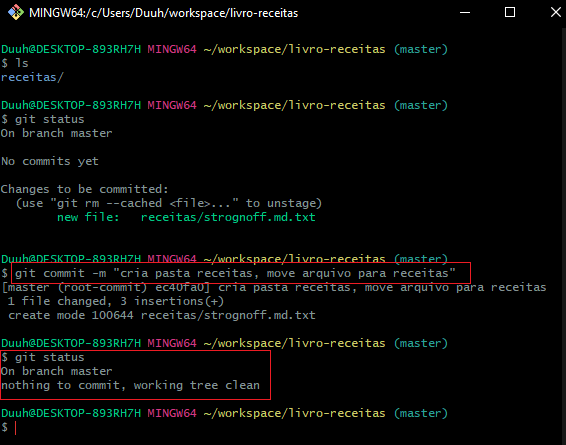 MINGW64:/c/Users/Duuh/workspace/livro-receitas
Duuh@DESKTOP-893RH7H MINGW64 ~/workspace/livro-receitas (master)
$ ls
receitas/
Duuh@DESKTOP-893RH7H MINGW64 ~/workspace/livro-receitas (master)
$ git status
On branch master
No commits yet
Changes to be committed:
(use "git rm --cached <file>..." to unstage)
new file: receitas/strognoff.md.txt
Duuh@DESKTOP-893RH7H MINGW64 ~/workspace/livro-receitas (master)
$ git commit -m "cria pasta receitas, move arquivo para receitas"
[master (root-commit) ec40fa0] cria pasta receitas, move arquivo para receitas
1 file changed, 3 insertions(+)
create mode 100644 receitas/strognoff.md.txt
Duuh@DESKTOP-893RH7H MINGW64 ~/workspace/livro-receitas (master)
$ git status
On branch master
nothing to commit, working tree clean
Duuh@DESKTOP-893RH7H MINGW64 ~/workspace/livro-receitas (master)
$